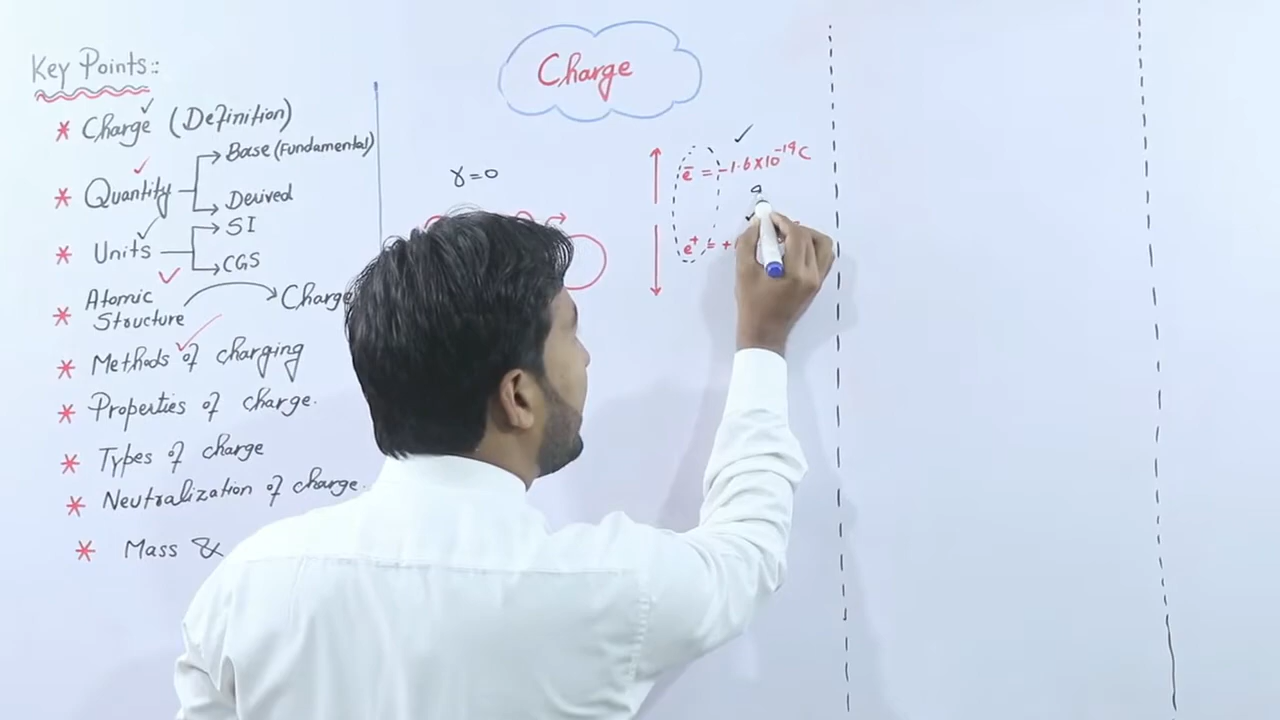 Charge
Key Points::
* Charge (Definition)
* Quantity
Base (Fundamental)
Derived
* Units
SI
CGS
* Atomic
Structure
Charge
* Methods of charging
* Properties of charge.
* Types of charge
* Neutralization of charge.
* Mass &
γ=0
e⁻ = -1.6×10⁻¹⁹C
e⁺ = +